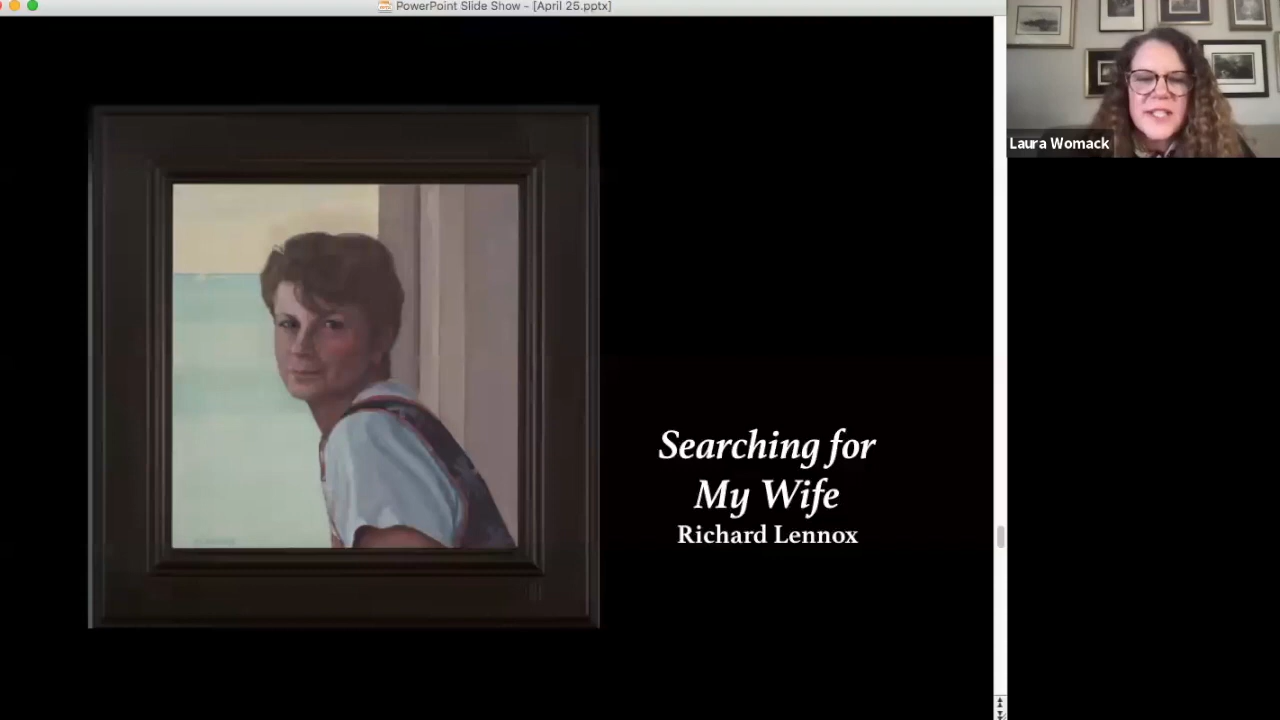 PowerPoint Slide Show - [April 25.pptx]
Laura Womack
Searching for
My Wife
Richard Lennox